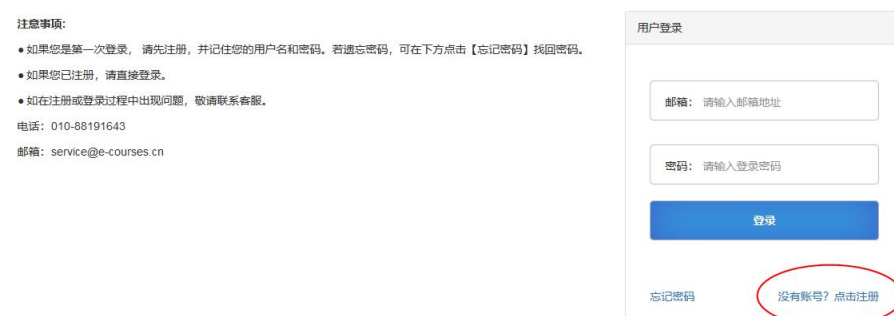 注意事项:
● 如果您是第一次登录， 请先注册，并记住您的用户名和密码。若遗忘密码，可在下方点击【忘记密码】找回密码。
● 如果您已注册，请直接登录。
● 如在注册或登录过程中出现问题，敬请联系客服。
电话：010-88191643
邮箱：service@e-courses.cn
用户登录
邮箱： 请输入邮箱地址
密码： 请输入登录密码
登录
忘记密码
没有账号？点击注册